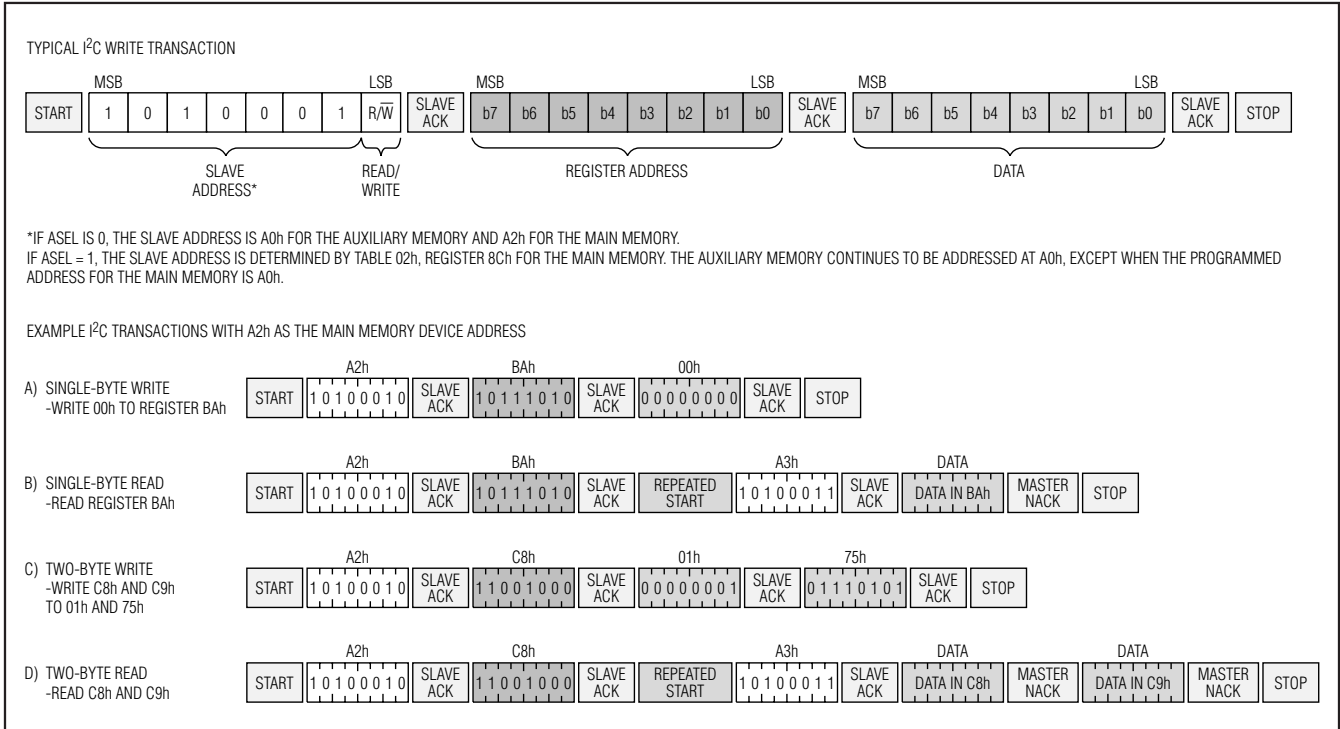 TYPICAL I2C WRITE TRANSACTION
MSB LSB MSB LSB MSB LSB
START 1 0 1 0 0 0 1 R/W̅ SLAVE ACK b7 b6 b5 b4 b3 b2 b1 b0 SLAVE ACK b7 b6 b5 b4 b3 b2 b1 b0 SLAVE ACK STOP
SLAVE ADDRESS* READ/WRITE REGISTER ADDRESS DATA
*IF ASEL IS 0, THE SLAVE ADDRESS IS A0h FOR THE AUXILIARY MEMORY AND A2h FOR THE MAIN MEMORY.
IF ASEL = 1, THE SLAVE ADDRESS IS DETERMINED BY TABLE 02h, REGISTER 8Ch FOR THE MAIN MEMORY. THE AUXILIARY MEMORY CONTINUES TO BE ADDRESSED AT A0h, EXCEPT WHEN THE PROGRAMMED
ADDRESS FOR THE MAIN MEMORY IS A0h.
EXAMPLE I2C TRANSACTIONS WITH A2h AS THE MAIN MEMORY DEVICE ADDRESS
A2h BAh 00h
A) SINGLE-BYTE WRITE
-WRITE 00h TO REGISTER BAh
START 1 0 1 0 0 0 1 0 SLAVE ACK 1 0 1 1 1 0 1 0 SLAVE ACK 0 0 0 0 0 0 0 0 SLAVE ACK STOP
A2h BAh A3h DATA
B) SINGLE-BYTE READ
-READ REGISTER BAh
START 1 0 1 0 0 0 1 0 SLAVE ACK 1 0 1 1 1 0 1 0 SLAVE ACK REPEATED START 1 0 1 0 0 0 1 1 SLAVE ACK DATA IN BAh MASTER NACK STOP
A2h C8h 01h 75h
C) TWO-BYTE WRITE
-WRITE C8h AND C9h
TO 01h AND 75h
START 1 0 1 0 0 0 1 0 SLAVE ACK 1 1 0 0 1 0 0 0 SLAVE ACK 0 0 0 0 0 0 0 1 SLAVE ACK 0 1 1 1 0 1 0 1 SLAVE ACK STOP
A2h C8h A3h DATA DATA
D) TWO-BYTE READ
-READ C8h AND C9h
START 1 0 1 0 0 0 1 0 SLAVE ACK 1 1 0 0 1 0 0 0 SLAVE ACK REPEATED START 1 0 1 0 0 0 1 1 SLAVE ACK DATA IN C8h MASTER NACK DATA IN C9h MASTER NACK STOP